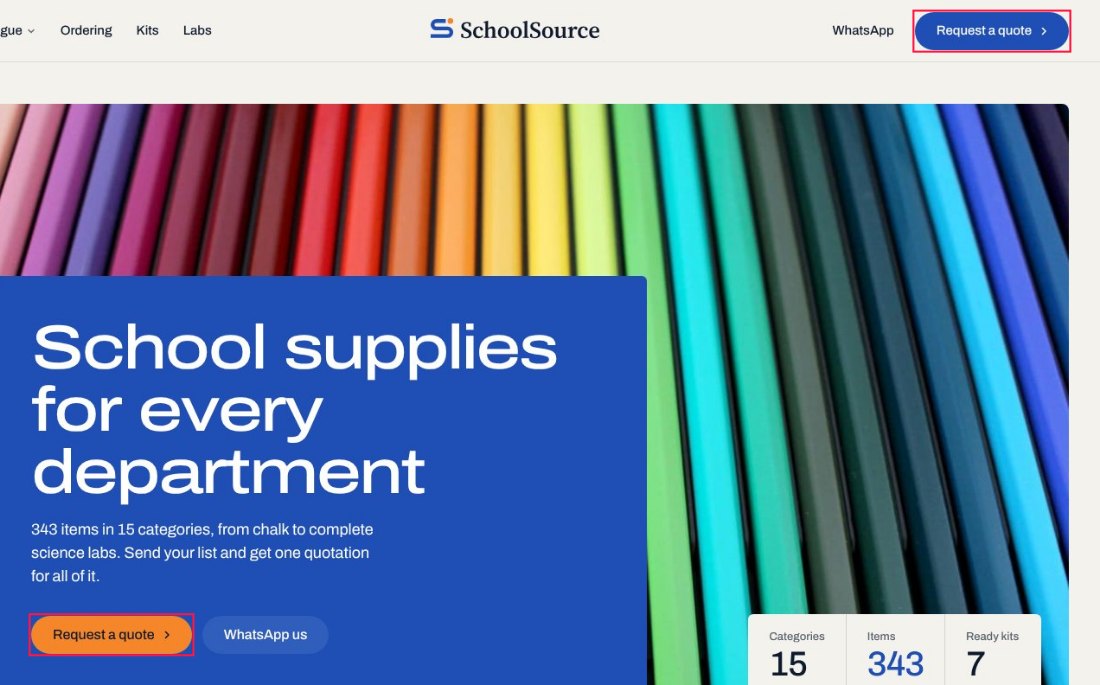 gue
Ordering
Kits
Labs
SchoolSource
WhatsApp
Request a quote
School supplies
for every
department
343 items in 15 categories, from chalk to complete
science labs. Send your list and get one quotation
for all of it.
Request a quote
WhatsApp us
Categories
15
Items
343
Ready kits
7